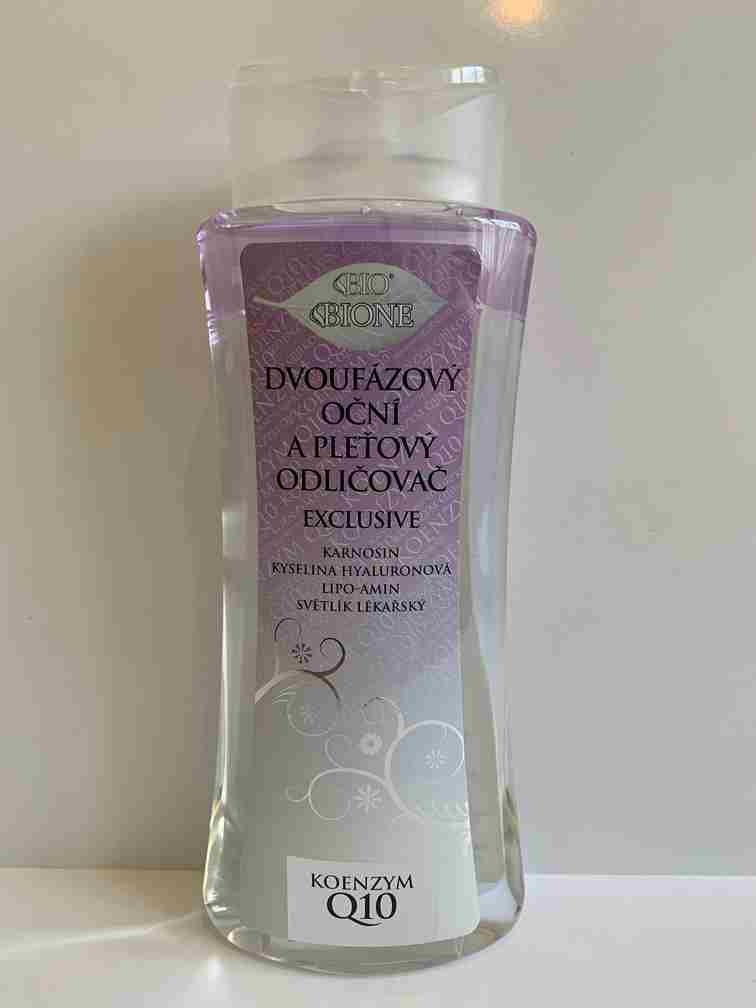 BIO®
BIONE
DVOUFÁZOVÝ
OČNÍ
A PLEŤOVÝ
ODLIČOVAČ
EXCLUSIVE
KARNOSIN
KYSELINA HYALURONOVÁ
LIPO-AMIN
SVĚTLÍK LÉKAŘSKÝ
KOENZYM
Q10